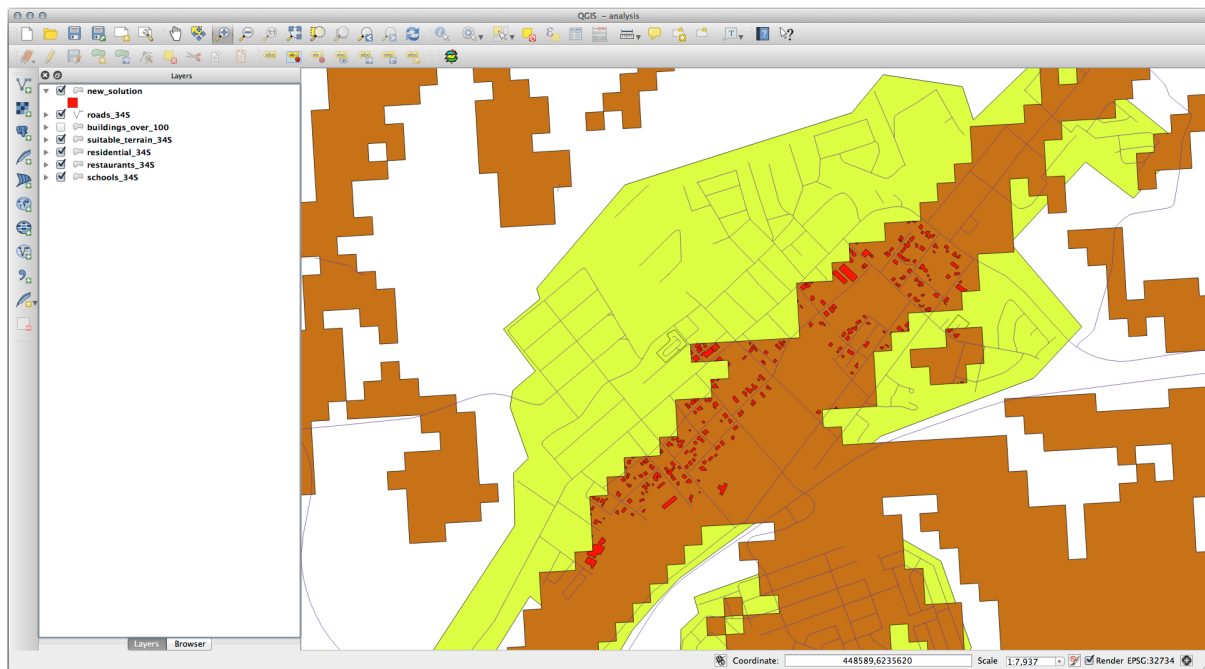 QGIS - analysis
Layers
new_solution
roads_34S
buildings_over_100
suitable_terrain_34S
residential_34S
restaurants_34S
schools_34S
Layers Browser
Coordinate: 448589,6235620 Scale 1:7,937 Render EPSG:32734